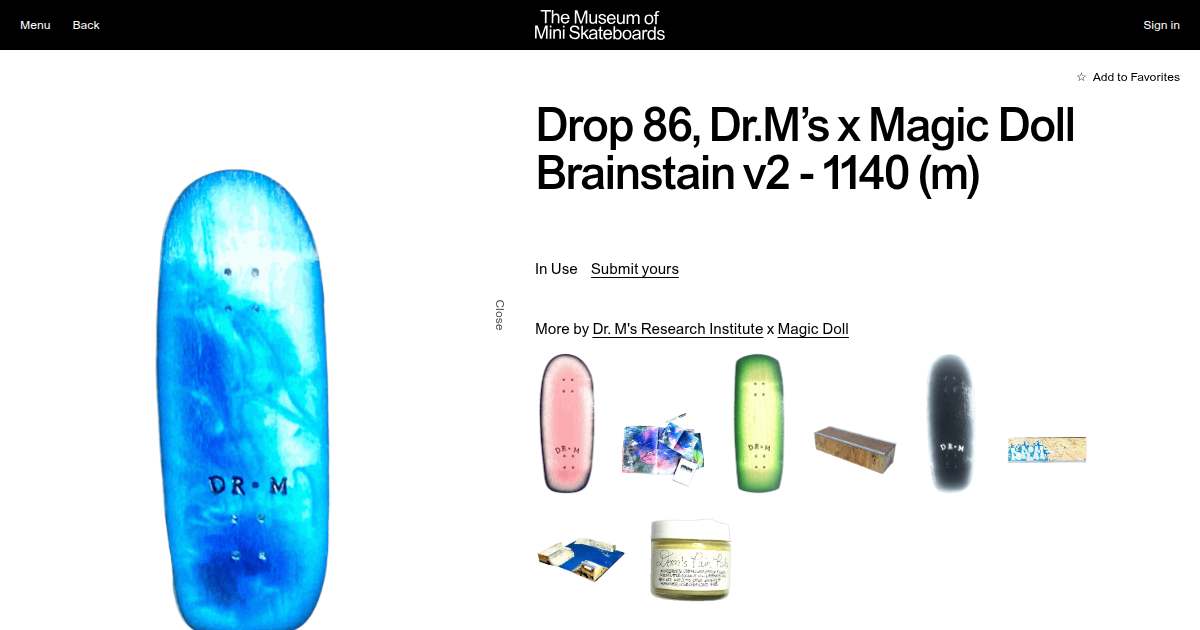 Menu
Back
The Museum of
Mini Skateboards
Sign in
☆ Add to Favorites
Drop 86, Dr.M’s x Magic Doll
Brainstain v2 - 1140 (m)
In Use
Submit yours
Close
More by Dr. M's Research Institute x Magic Doll
DR•M
DR•M
DR•M
DR•M